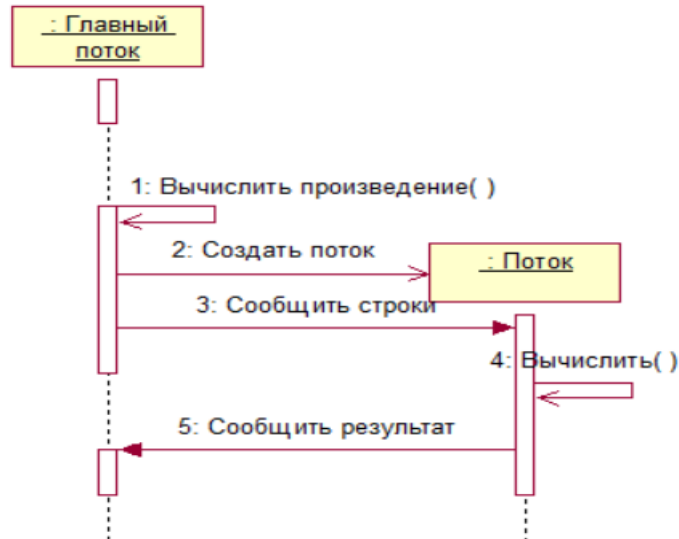 : Главный
поток
1: Вычислить произведение( )
2: Создать поток
: Поток
3: Сообщить строки
4: Вычислить( )
5: Сообщить результат